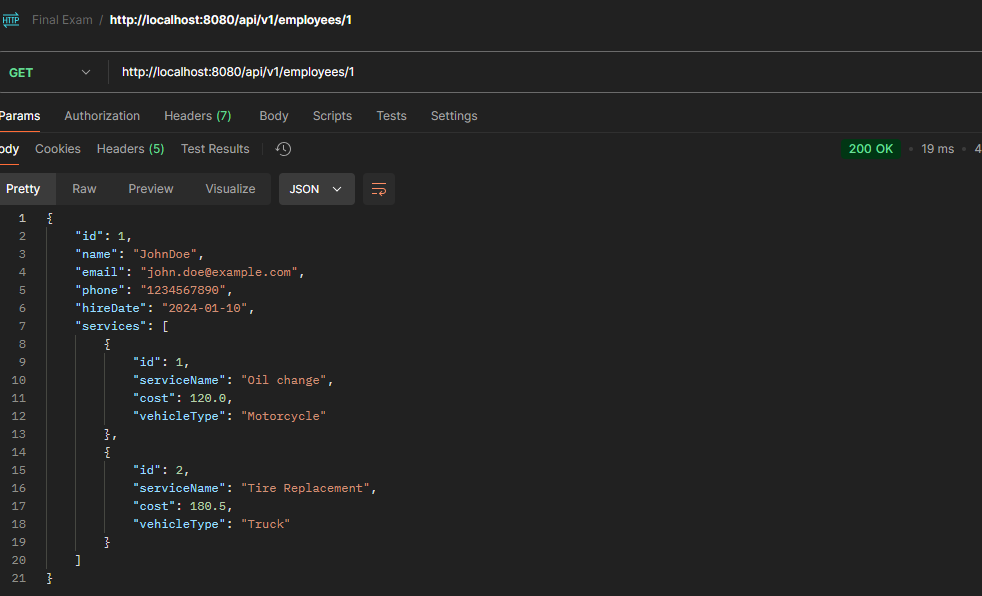 HTTP Final Exam / http://localhost:8080/api/v1/employees/1
GET http://localhost:8080/api/v1/employees/1
Params Authorization Headers (7) Body Scripts Tests Settings
ody Cookies Headers (5) Test Results 200 OK • 19 ms • 4
Pretty Raw Preview Visualize JSON
1 {
2 "id": 1,
3 "name": "JohnDoe",
4 "email": "john.doe@example.com",
5 "phone": "1234567890",
6 "hireDate": "2024-01-10",
7 "services": [
8 {
9 "id": 1,
10 "serviceName": "Oil change",
11 "cost": 120.0,
12 "vehicleType": "Motorcycle"
13 },
14 {
15 "id": 2,
16 "serviceName": "Tire Replacement",
17 "cost": 180.5,
18 "vehicleType": "Truck"
19 }
20 ]
21 }